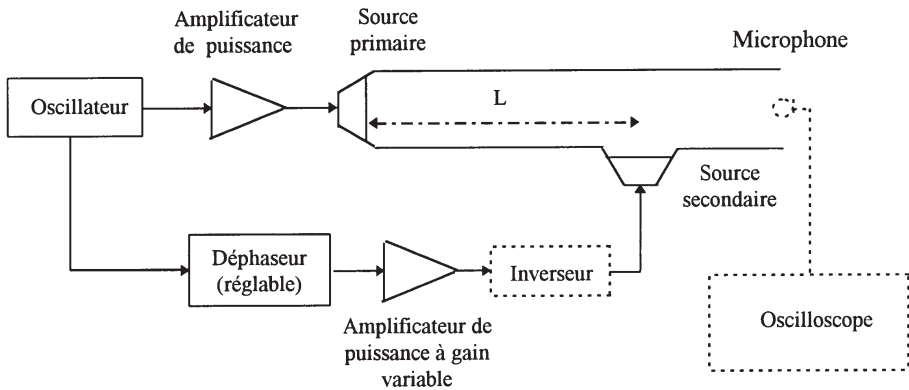 Amplificateur
de puissance
Source
primaire
Microphone
Oscillateur
L
Source
secondaire
Déphaseur
(réglable)
Inverseur
Oscilloscope
Amplificateur de
puissance à gain
variable